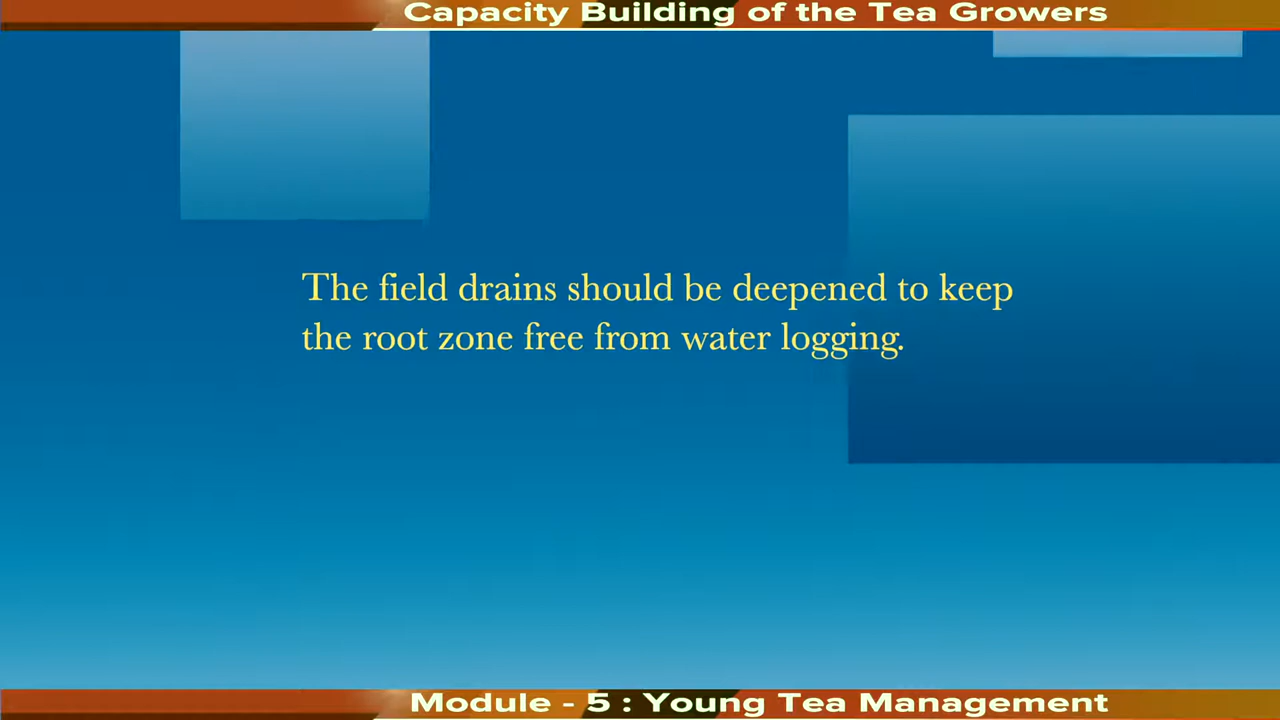 Capacity Building of the Tea Growers
The field drains should be deepened to keep
the root zone free from water logging.
Module - 5 : Young Tea Management